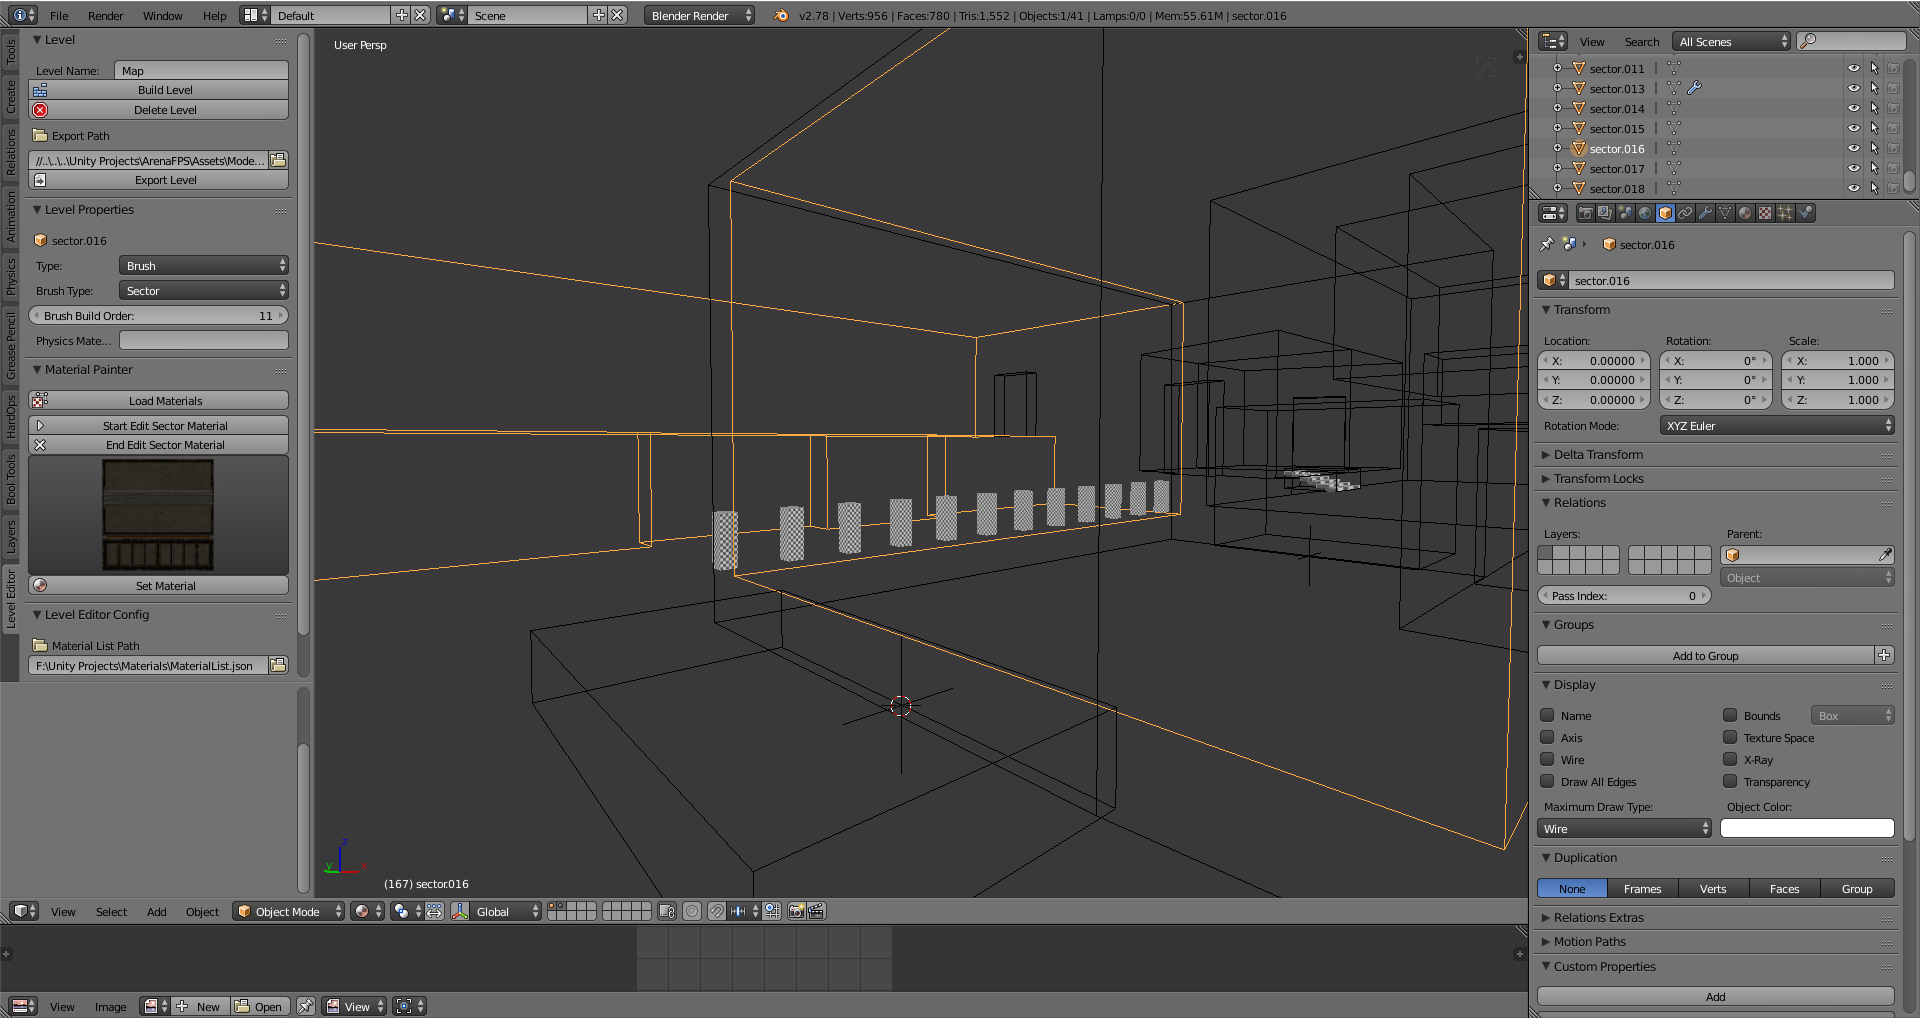 File Render Window Help Default Scene Blender Render v2.78 | Verts:956 | Faces:780 | Tris:1,552 | Objects:1/41 | Lamps:0/0 | Mem:55.61M | sector.016
Tools
Create
Relations
Animation
Physics
Grease Pencil
HardOps
Bool Tools
Layers
Level Editor
Level
Level Name: Map
Build Level
Delete Level
Export Path
//..\..\..\Unity Projects\ArenaFPS\Assets\Mode...
Export Level
Level Properties
sector.016
Type: Brush
Brush Type: Sector
Brush Build Order: 11
Physics Mate...
Material Painter
Load Materials
Start Edit Sector Material
End Edit Sector Material
Set Material
Level Editor Config
Material List Path
F:\Unity Projects\Materials\MaterialList.json
User Persp
z
y
x
(167) sector.016
View Select Add Object Object Mode Global
View Image New Open View
View Search All Scenes
sector.011
sector.013
sector.014
sector.015
sector.016
sector.017
sector.018
sector.016
sector.016
Transform
Location: Rotation: Scale:
X: 0.00000 X: 0° X: 1.000
Y: 0.00000 Y: 0° Y: 1.000
Z: 0.00000 Z: 0° Z: 1.000
Rotation Mode: XYZ Euler
Delta Transform
Transform Locks
Relations
Layers: Parent:
Object
Pass Index: 0
Groups
Add to Group
Display
Name Bounds Box
Axis Texture Space
Wire X-Ray
Draw All Edges Transparency
Maximum Draw Type: Object Color:
Wire
Duplication
None Frames Verts Faces Group
Relations Extras
Motion Paths
Custom Properties
Add